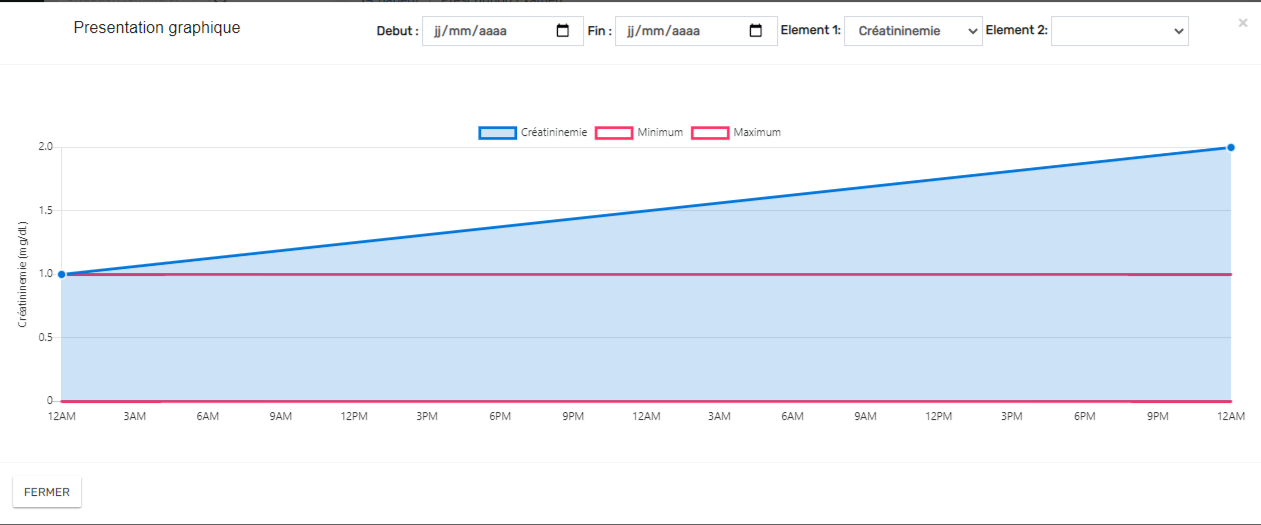 Presentation graphique
Debut : jj/mm/aaaa Fin : jj/mm/aaaa Element 1: Créatininemie Element 2: ×
Créatininemie Minimum Maximum
2.0
1.5
1.0
0.5
0
Créatininemie (mg/dL)
12AM 3AM 6AM 9AM 12PM 3PM 6PM 9PM 12AM 3AM 6AM 9AM 12PM 3PM 6PM 9PM 12AM
FERMER